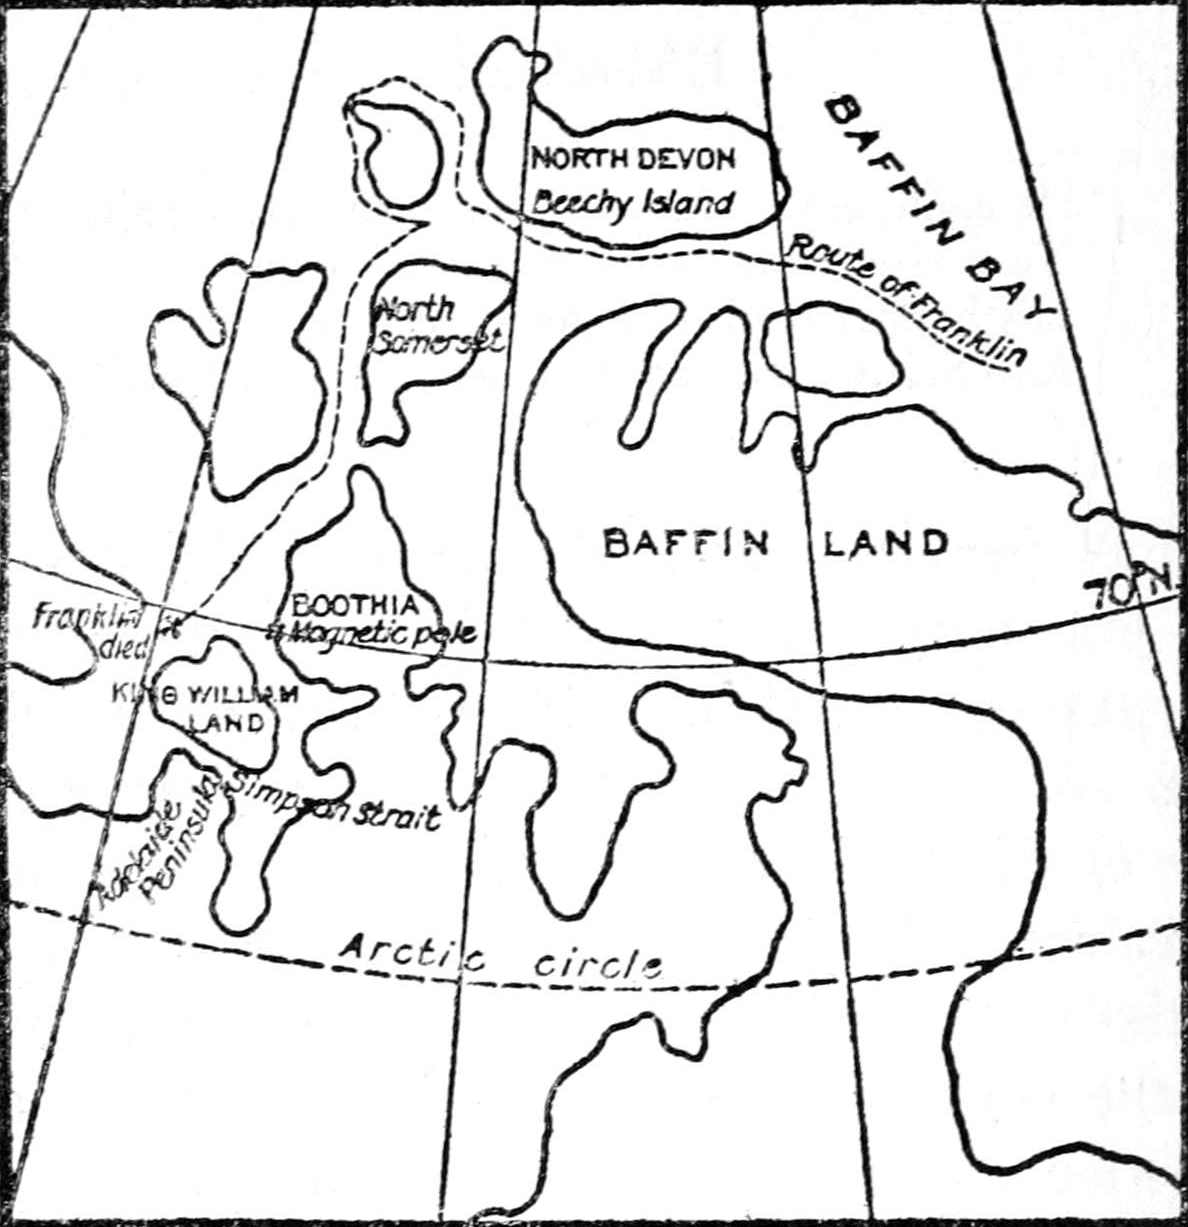 BAFFIN BAY
NORTH DEVON
Beechy Island
Route of Franklin
North
Somerset
BAFFIN LAND
70°N.
Franklin
died
BOOTHIA
Magnetic pole
KING WILLIAM
LAND
Simpson Strait
Adelaide
Peninsula
Arctic circle